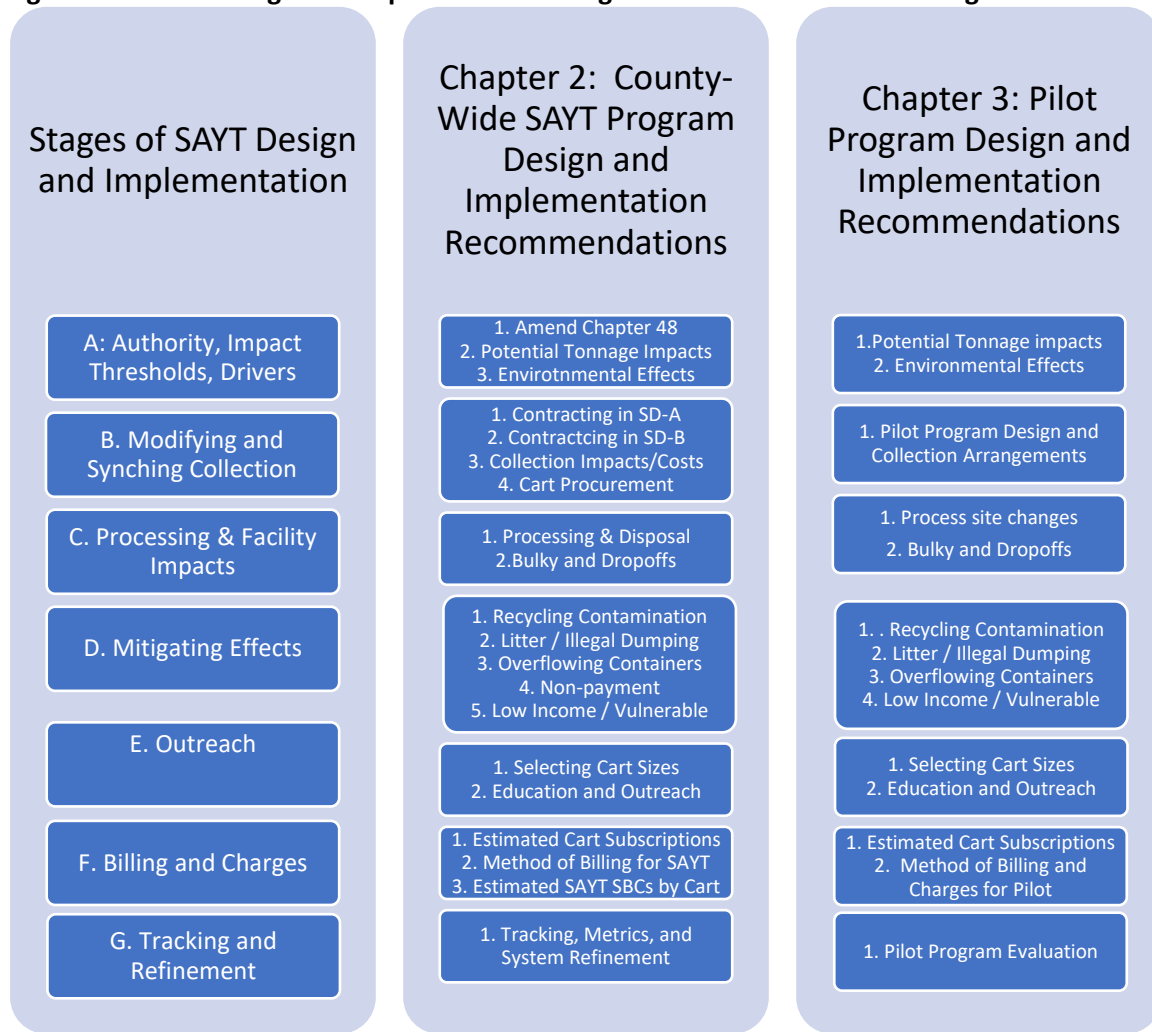 Stages of SAYT Design
and Implementation
A: Authority, Impact
Thresholds, Drivers
B. Modifying and
Synching Collection
C. Processing & Facility
Impacts
D. Mitigating Effects
E. Outreach
F. Billing and Charges
G. Tracking and
Refinement
Chapter 2:  County-
Wide SAYT Program
Design and
Implementation
Recommendations
1. Amend Chapter 48
2. Potential Tonnage Impacts
3. Envirotnmental Effects
1. Contracting in SD-A
2. Contractcing in SD-B
3. Collection Impacts/Costs
4. Cart Procurement
1. Processing & Disposal
2.Bulky and Dropoffs
1. Recycling Contamination
2. Litter / Illegal Dumping
3. Overflowing Containers
4. Non-payment
5. Low Income / Vulnerable
1. Selecting Cart Sizes
2. Education and Outreach
1. Estimated Cart Subscriptions
2. Method of Billing for SAYT
3. Estimated SAYT SBCs by Cart
1. Tracking, Metrics, and
System Refinement
Chapter 3: Pilot
Program Design and
Implementation
Recommendations
1.Potential Tonnage impacts
2. Environmental Effects
1. Pilot Program Design and
Collection Arrangements
1. Process site changes
2. Bulky and Dropoffs
1. . Recycling Contamination
2. Litter / Illegal Dumping
3. Overflowing Containers
4. Low Income / Vulnerable
1. Selecting Cart Sizes
2. Education and Outreach
1. Estimated Cart Subscriptions
2.  Method of Billing and
Charges for Pilot
1. Pilot Program Evaluation